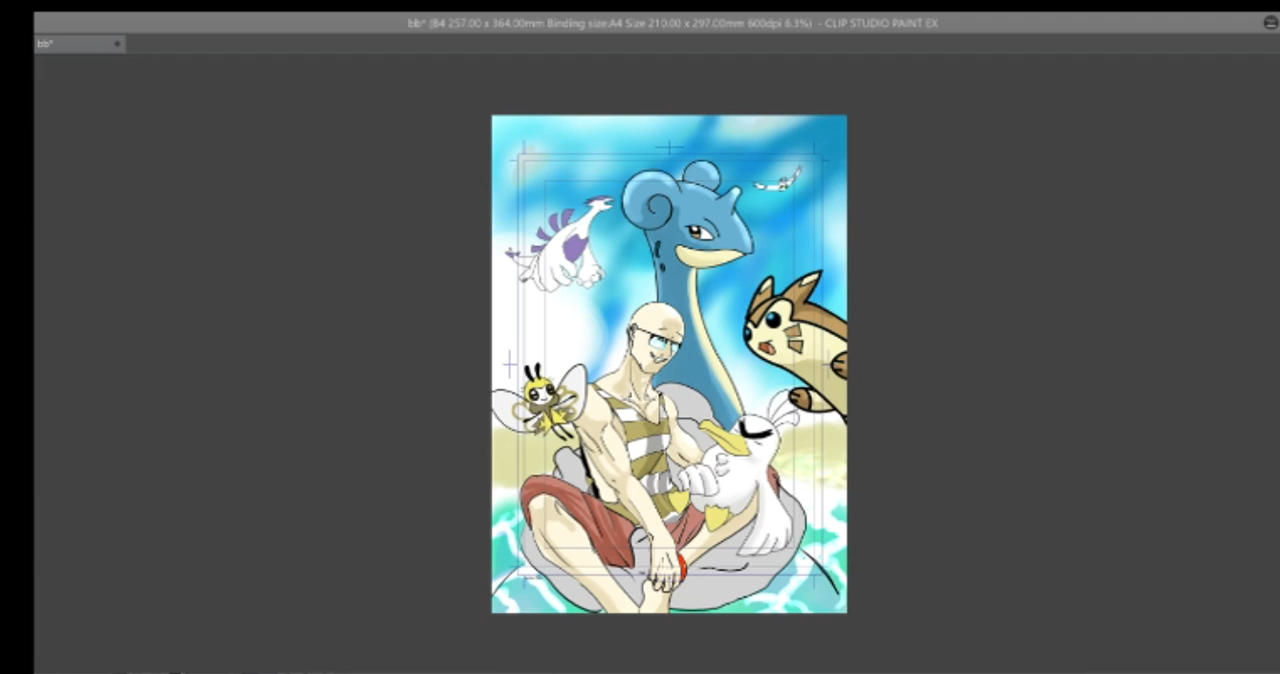 bb* (B4 257.00 x 364.00mm Binding size:A4 Size 210.00 x 297.00mm 600dpi 6.3%) - CLIP STUDIO PAINT EX
bb*